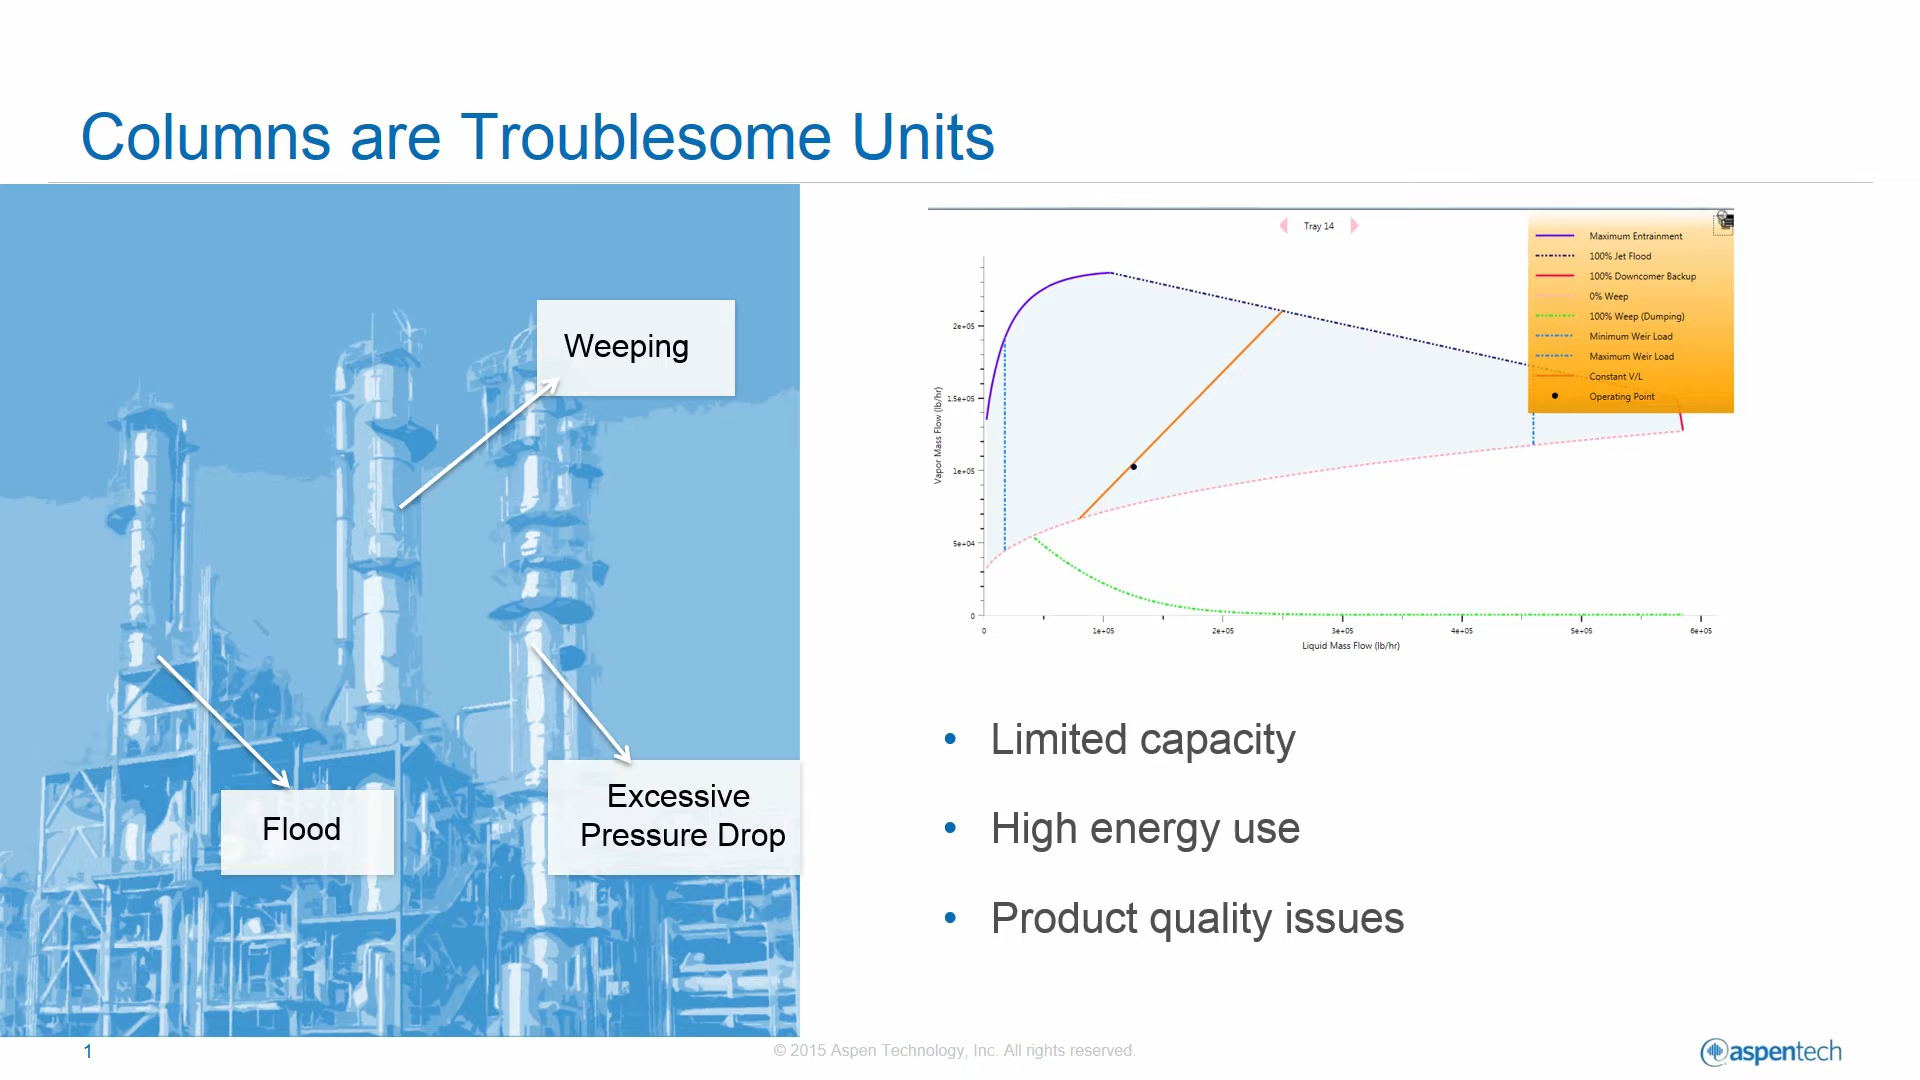 Columns are Troublesome Units
Weeping
Flood
Excessive
Pressure Drop
Tray 14
Maximum Entrainment
100% Jet Flood
100% Downcomer Backup
0% Weep
100% Weep (Dumping)
Minimum Weir Load
Maximum Weir Load
Constant V/L
Operating Point
Vapor Mass Flow (lb/hr)
2e+05
1.5e+05
1e+05
5e+04
0
0 1e+05 2e+05 3e+05 4e+05 5e+05 6e+05
Liquid Mass Flow (lb/hr)
• Limited capacity
• High energy use
• Product quality issues
1
© 2015 Aspen Technology, Inc. All rights reserved.
aspentech